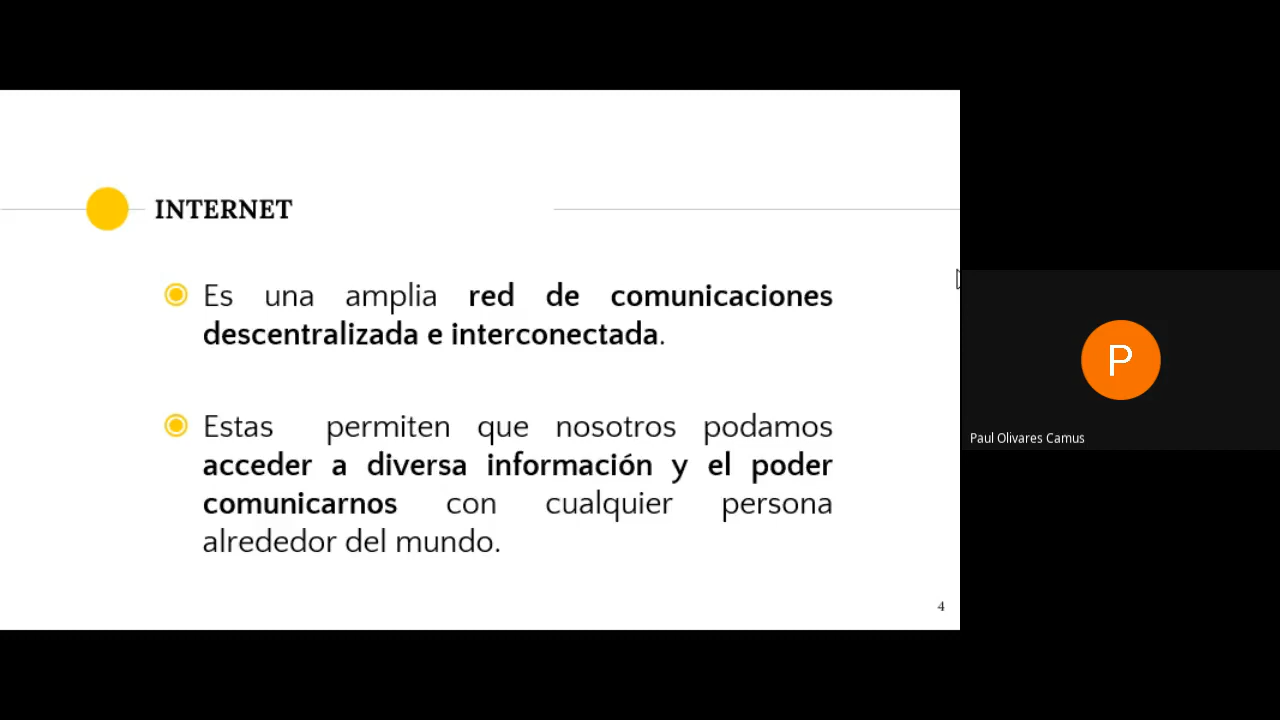 INTERNET
Es una amplia red de comunicaciones
descentralizada e interconectada.
Estas permiten que nosotros podamos
acceder a diversa información y el poder
comunicarnos con cualquier persona
alrededor del mundo.
4
P
Paul Olivares Camus